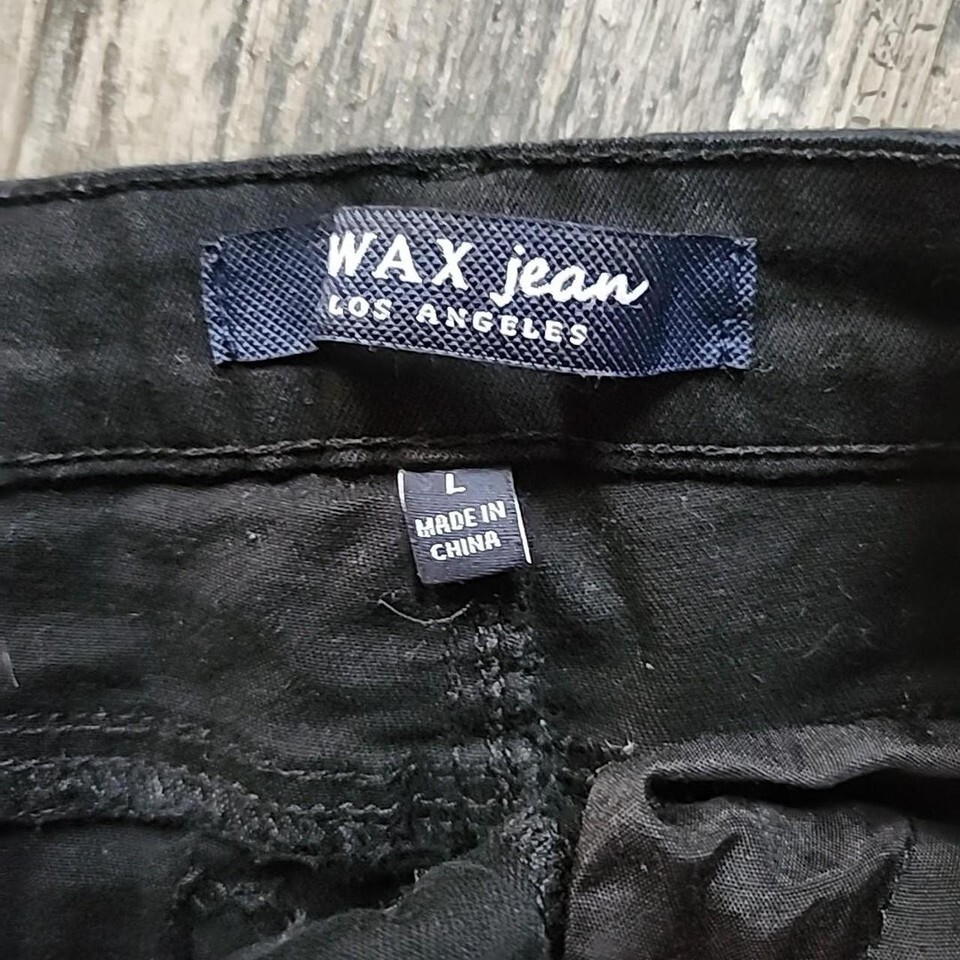 WAX jean
LOS ANGELES
L
MADE IN
CHINA